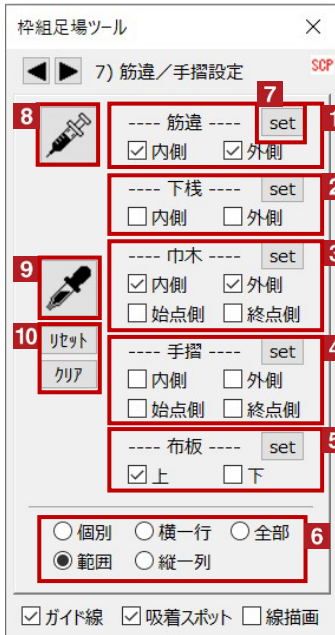 枠組足場ツール ×
7) 筋違／手摺設定 SCP
7
8 ---- 筋違 ---- set 1
内側 外側
---- 下桟 ---- set 2
内側 外側
---- 巾木 ---- set 3
9 内側 外側
始点側 終点側
10 リセット ---- 手摺 ---- set 4
クリア 内側 外側
始点側 終点側
---- 布板 ---- set 5
上 下
個別 横一行 全部 6
範囲 縦一列
ガイド線 吸着スポット 線描画